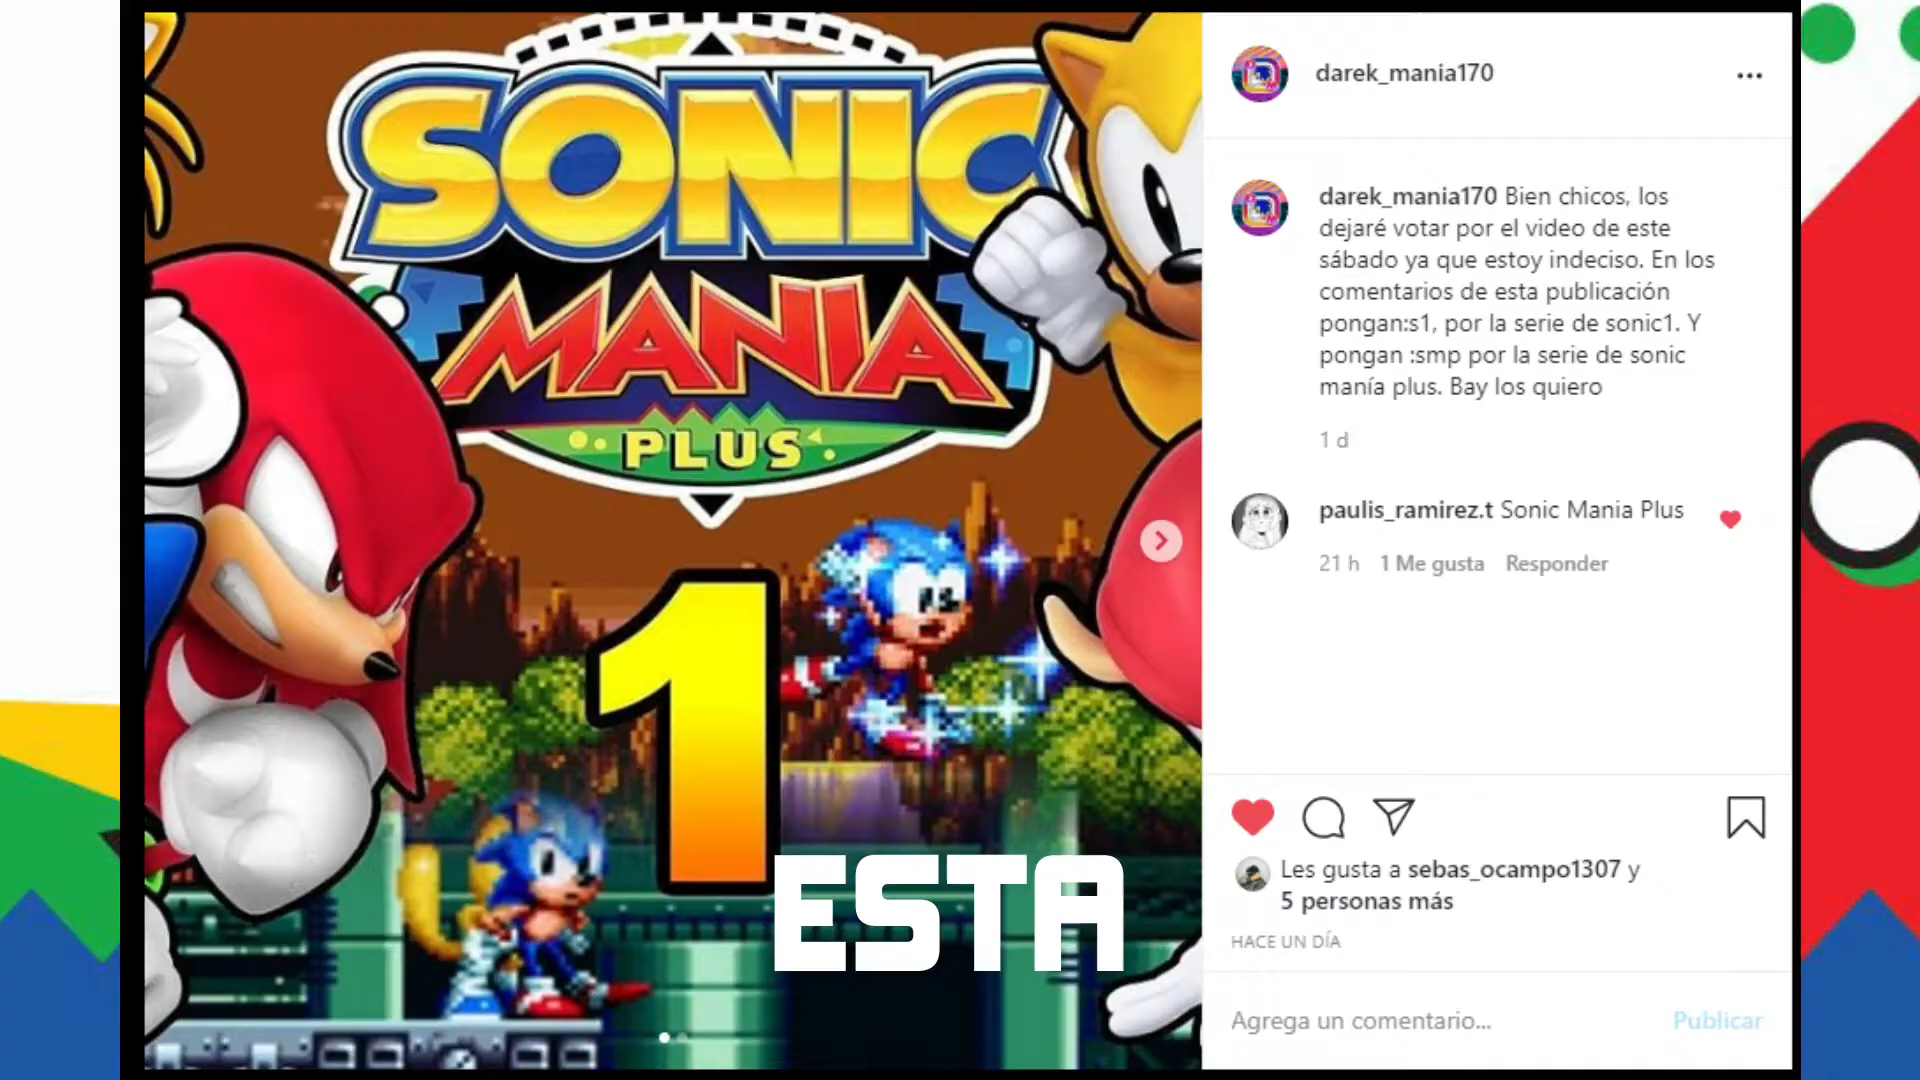 SONIC
MANIA
PLUS
1
ESTA
darek_mania170
darek_mania170 Bien chicos, los
dejaré votar por el video de este
sábado ya que estoy indeciso. En los
comentarios de esta publicación
pongan:s1, por la serie de sonic1. Y
pongan :smp por la serie de sonic
manía plus. Bay los quiero
1 d
paulis_ramirez.t Sonic Mania Plus
21 h 1 Me gusta Responder
Les gusta a sebas_ocampo1307 y
5 personas más
HACE UN DÍA
Agrega un comentario...
Publicar